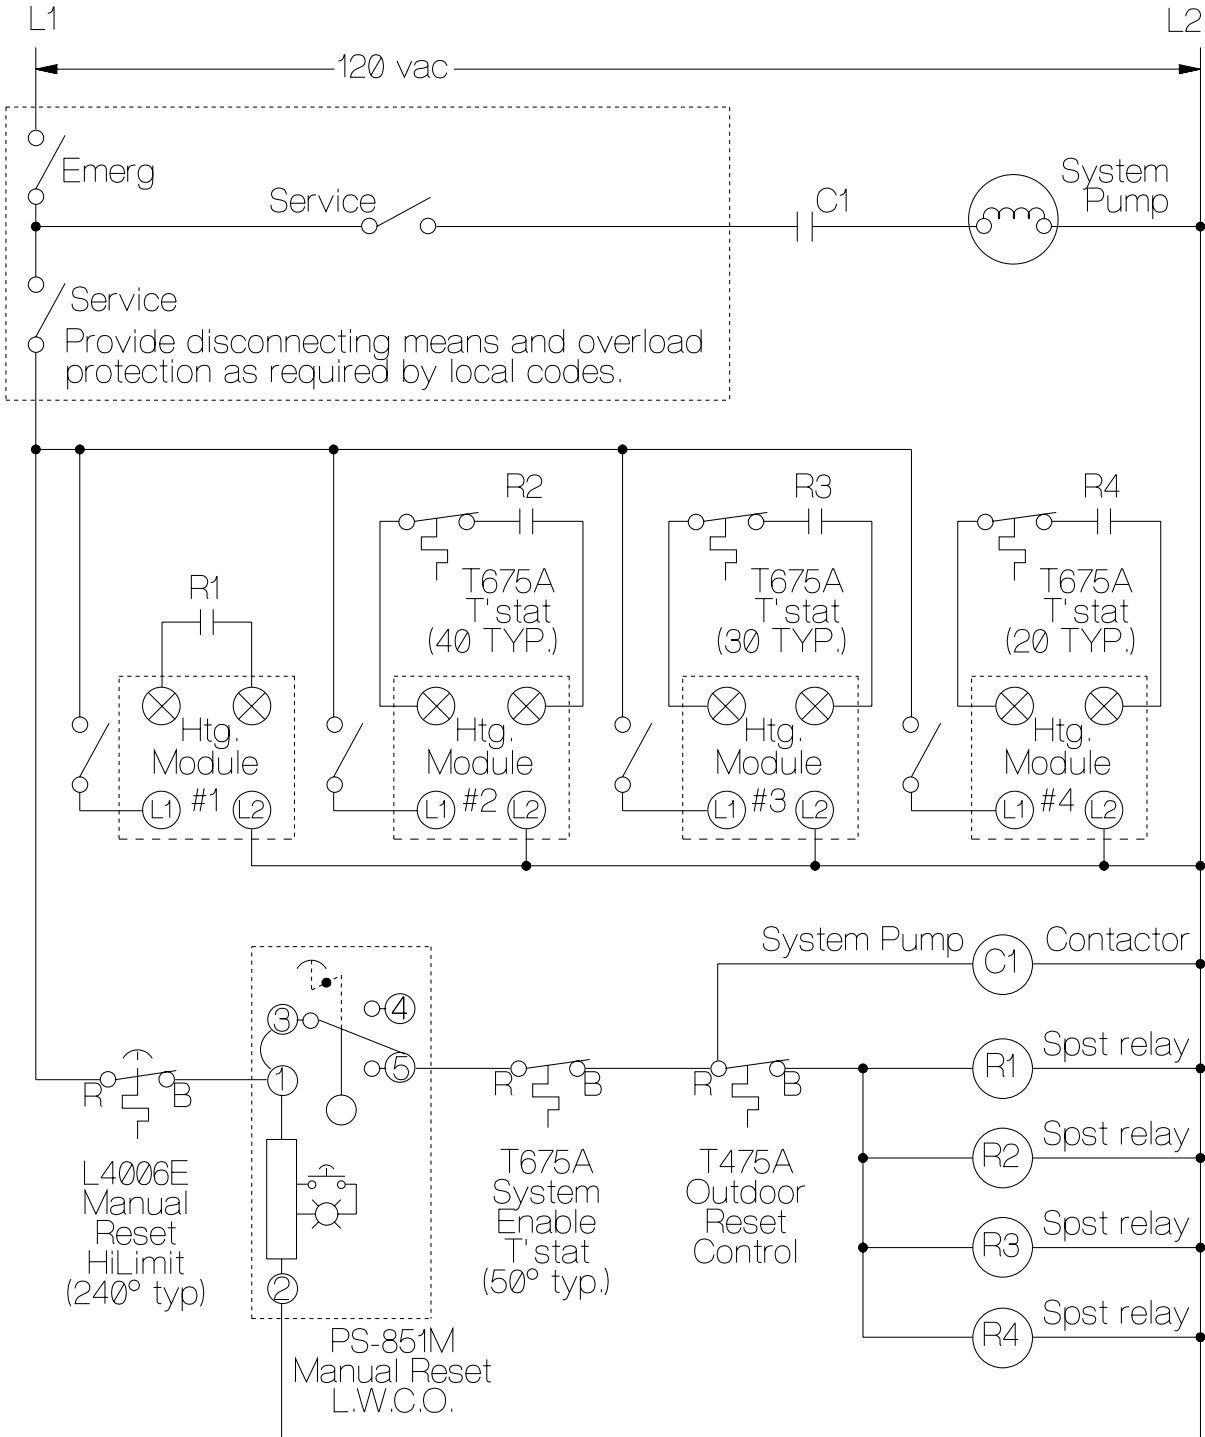 L1
L2
120 vac
Emerg
Service
C1
System
Pump
Service
Provide disconnecting means and overload
protection as required by local codes.
R1
R2
T675A
T'stat
(40 TYP.)
R3
T675A
T'stat
(30 TYP.)
R4
T675A
T'stat
(20 TYP.)
Htg.
Module
#1
L1
L2
Htg.
Module
#2
L1
L2
Htg.
Module
#3
L1
L2
Htg.
Module
#4
L1
L2
System Pump
C1
Contactor
3
4
1
5
2
R
B
L4006E
Manual
Reset
HiLimit
(240° typ)
PS-851M
Manual Reset
L.W.C.O.
R
B
T675A
System
Enable
T'stat
(50° typ.)
R
B
T475A
Outdoor
Reset
Control
R1
Spst relay
R2
Spst relay
R3
Spst relay
R4
Spst relay